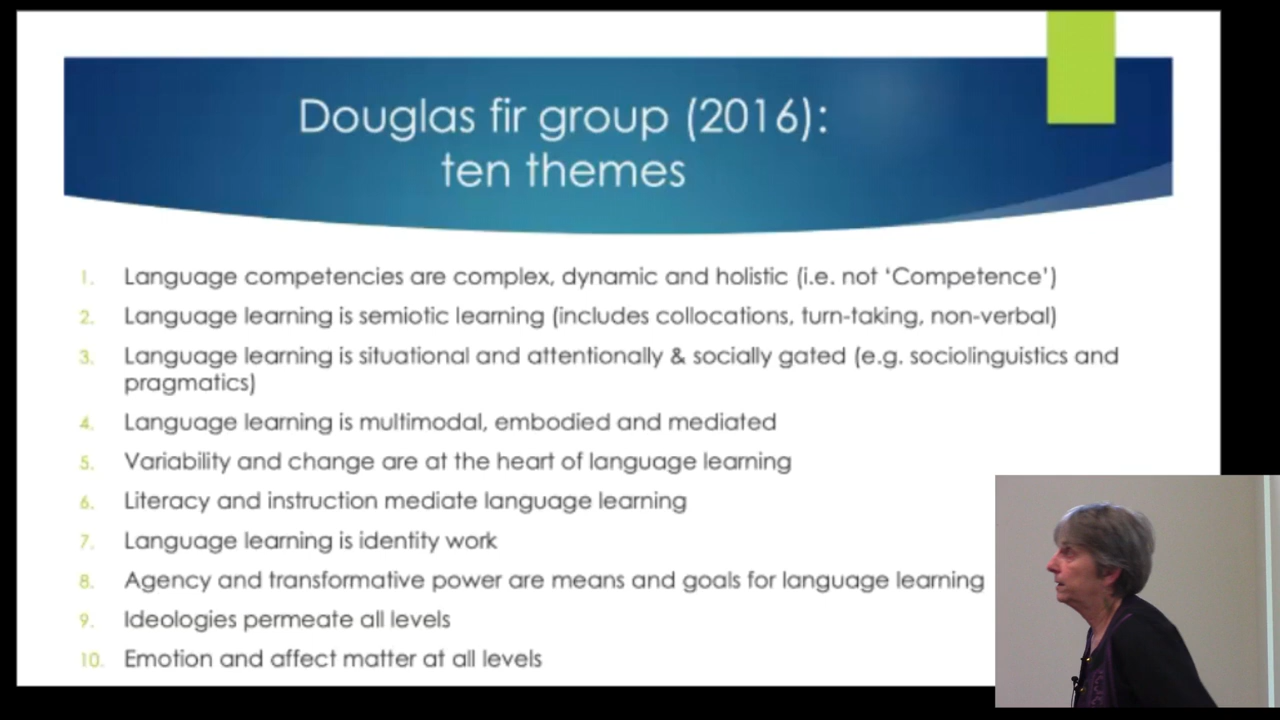 Douglas fir group (2016):
ten themes
1. Language competencies are complex, dynamic and holistic (i.e. not ‘Competence’)
2. Language learning is semiotic learning (includes collocations, turn-taking, non-verbal)
3. Language learning is situational and attentionally & socially gated (e.g. sociolinguistics and
pragmatics)
4. Language learning is multimodal, embodied and mediated
5. Variability and change are at the heart of language learning
6. Literacy and instruction mediate language learning
7. Language learning is identity work
8. Agency and transformative power are means and goals for language learning
9. Ideologies permeate all levels
10. Emotion and affect matter at all levels